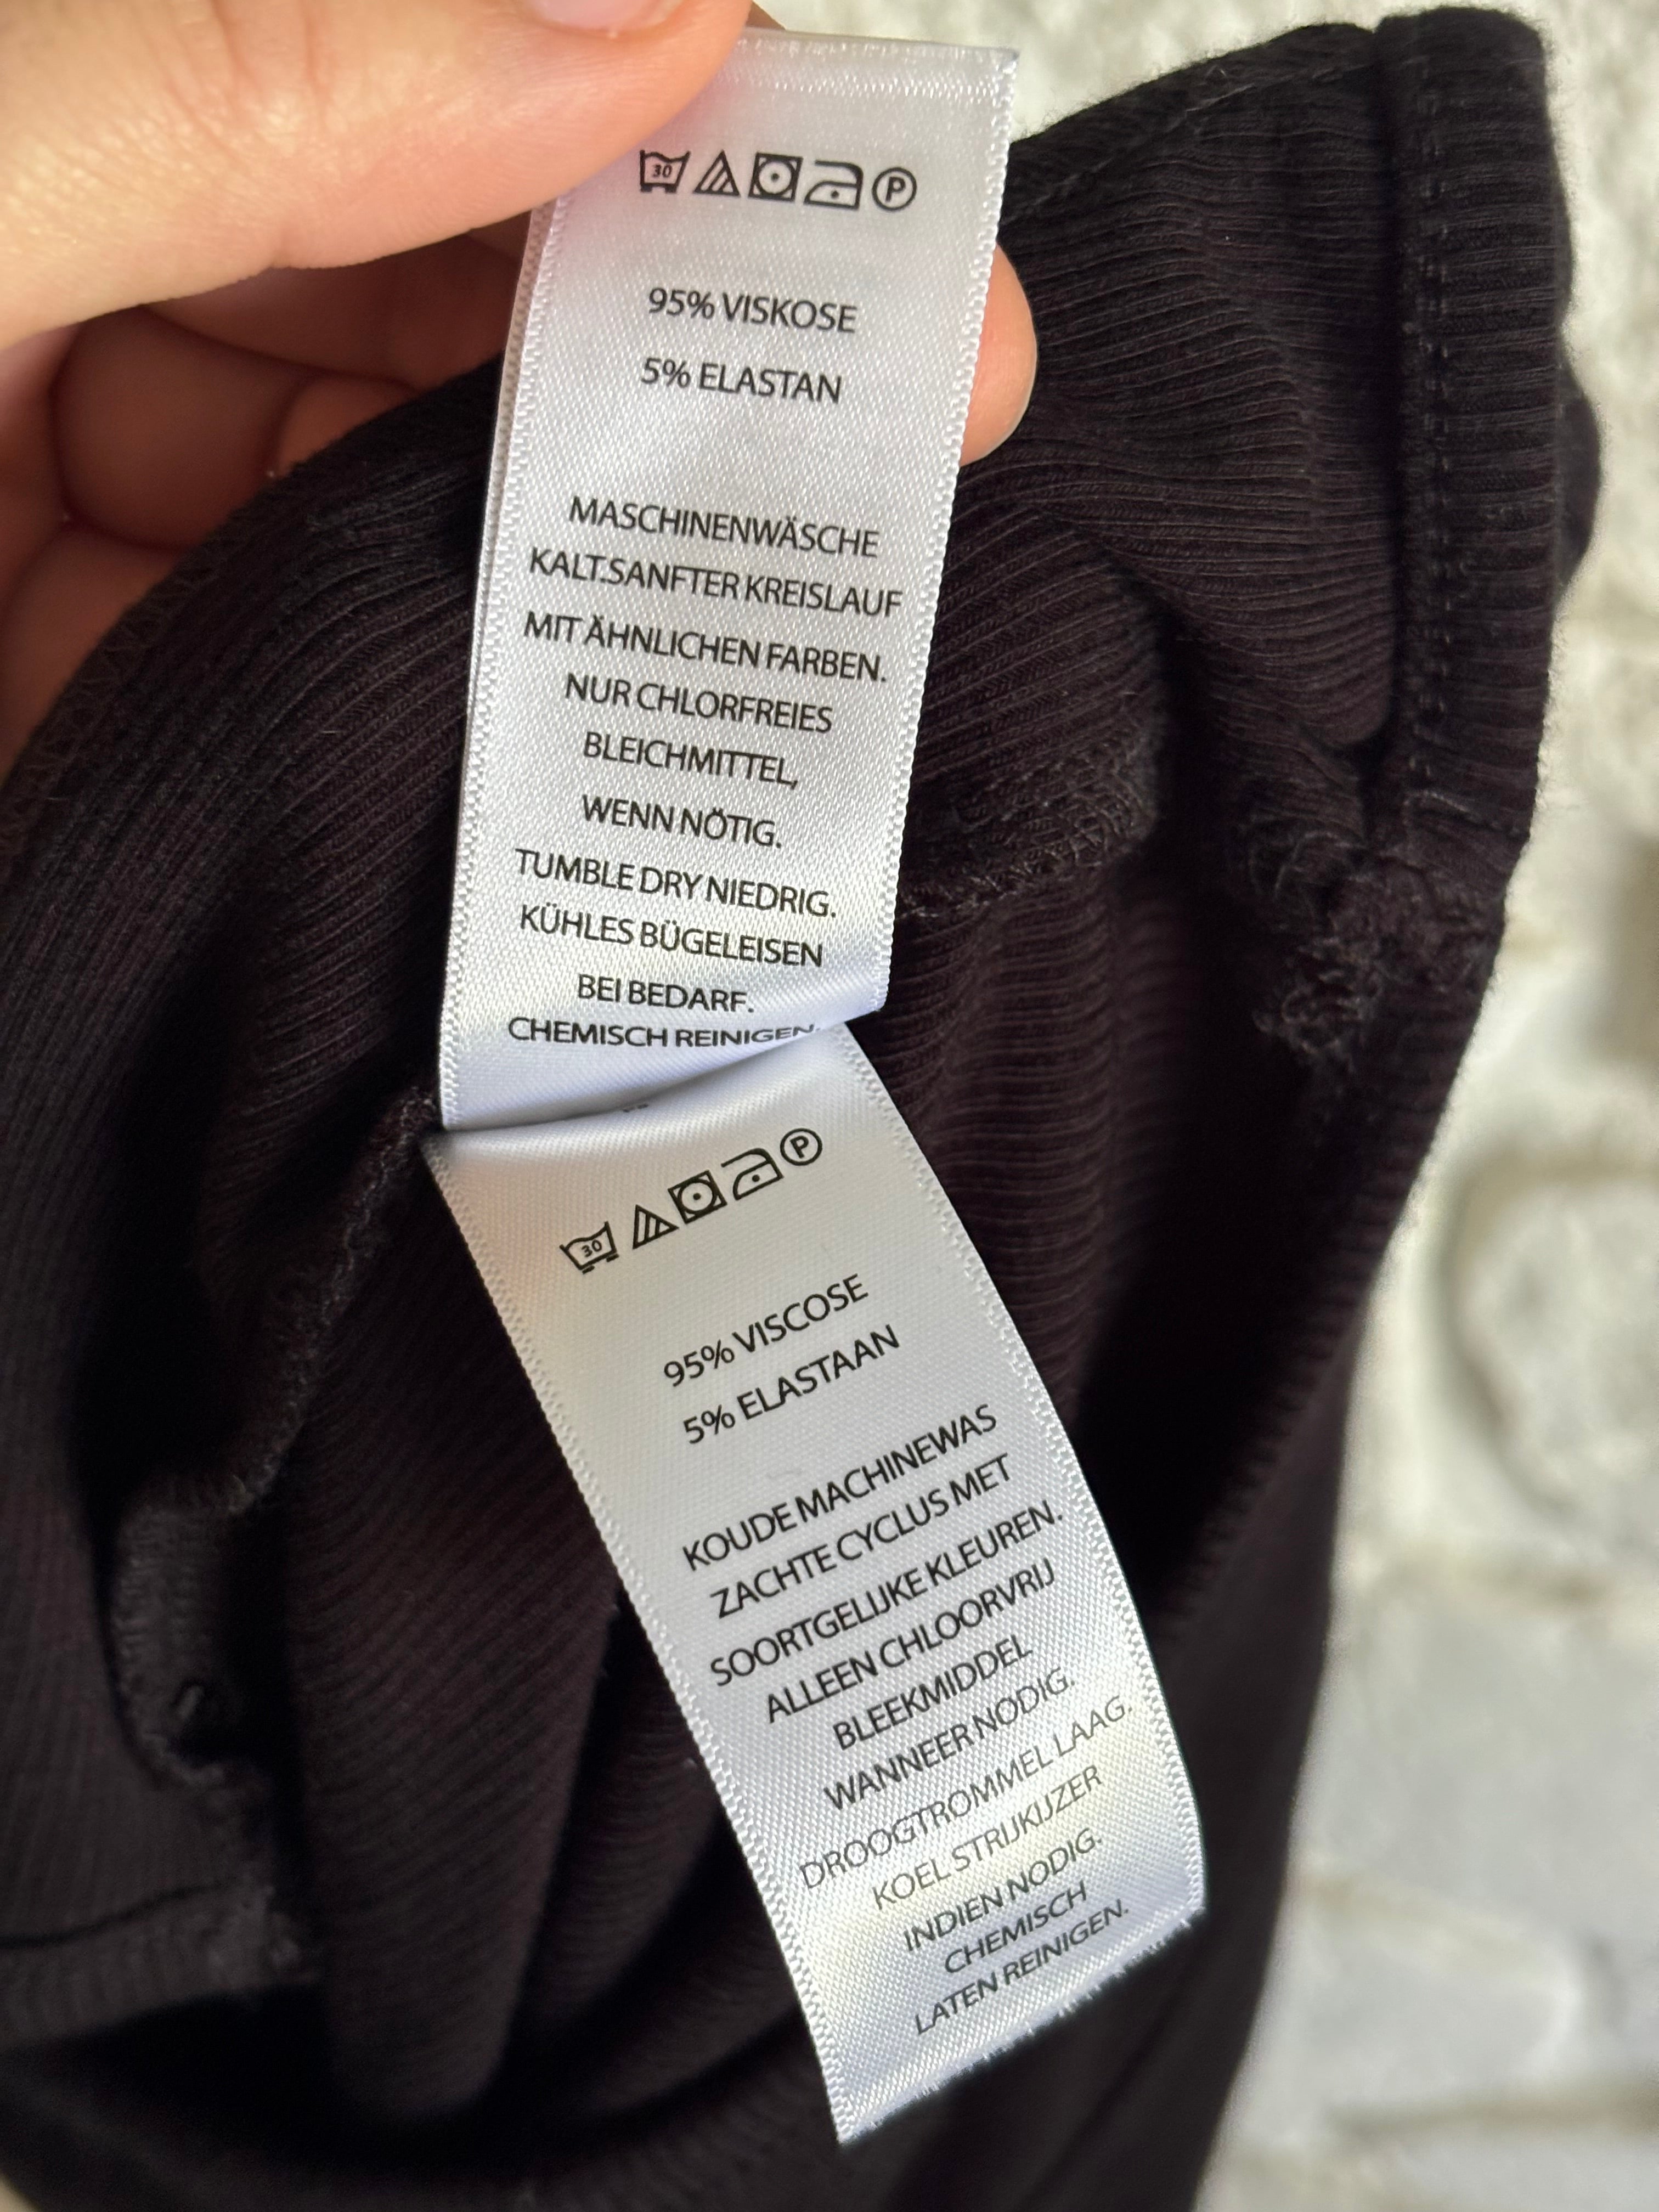 30 P
95% VISKOSE
5% ELASTAN
MASCHINENWÄSCHE
KALT.SANFTER KREISLAUF
MIT ÄHNLICHEN FARBEN.
NUR CHLORFREIES
BLEICHMITTEL,
WENN NÖTIG.
TUMBLE DRY NIEDRIG.
KÜHLES BÜGELEISEN
BEI BEDARF.
CHEMISCH REINIGEN.
30 P
95% VISCOSE
5% ELASTAAN
KOUDE MACHINEWAS
ZACHTE CYCLUS MET
SOORTGELIJKE KLEUREN.
ALLEEN CHLOORVRIJ
BLEEKMIDDEL
WANNEER NODIG.
DROOGTROMMEL LAAG.
KOEL STRIJKIJZER
INDIEN NODIG.
CHEMISCH
LATEN REINIGEN.